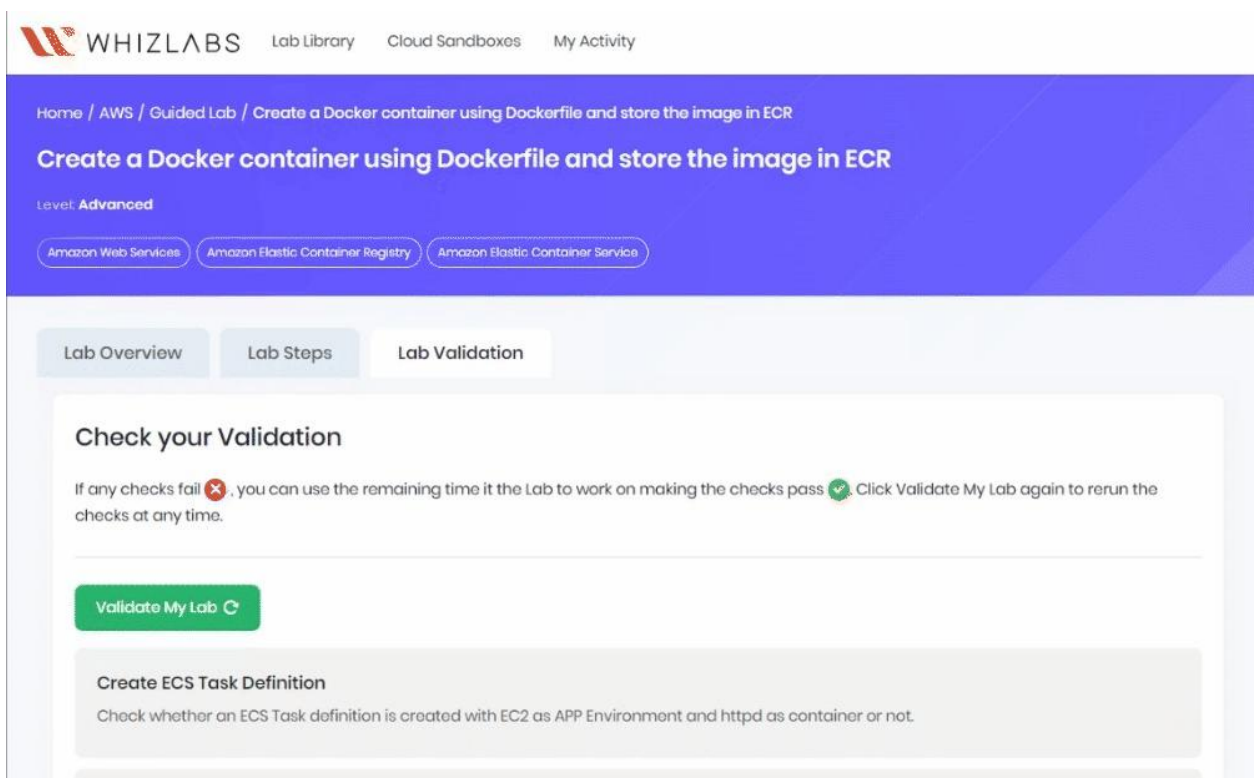 WHIZLABS Lab Library Cloud Sandboxes My Activity
Home / AWS / Guided Lab / Create a Docker container using Dockerfile and store the image in ECR
Create a Docker container using Dockerfile and store the image in ECR
Level: Advanced
Amazon Web Services Amazon Elastic Container Registry Amazon Elastic Container Service
Lab Overview Lab Steps Lab Validation
Check your Validation
If any checks fail , you can use the remaining time it the Lab to work on making the checks pass . Click Validate My Lab again to rerun the
checks at any time.
Validate My Lab
Create ECS Task Definition
Check whether an ECS Task definition is created with EC2 as APP Environment and httpd as container or not.